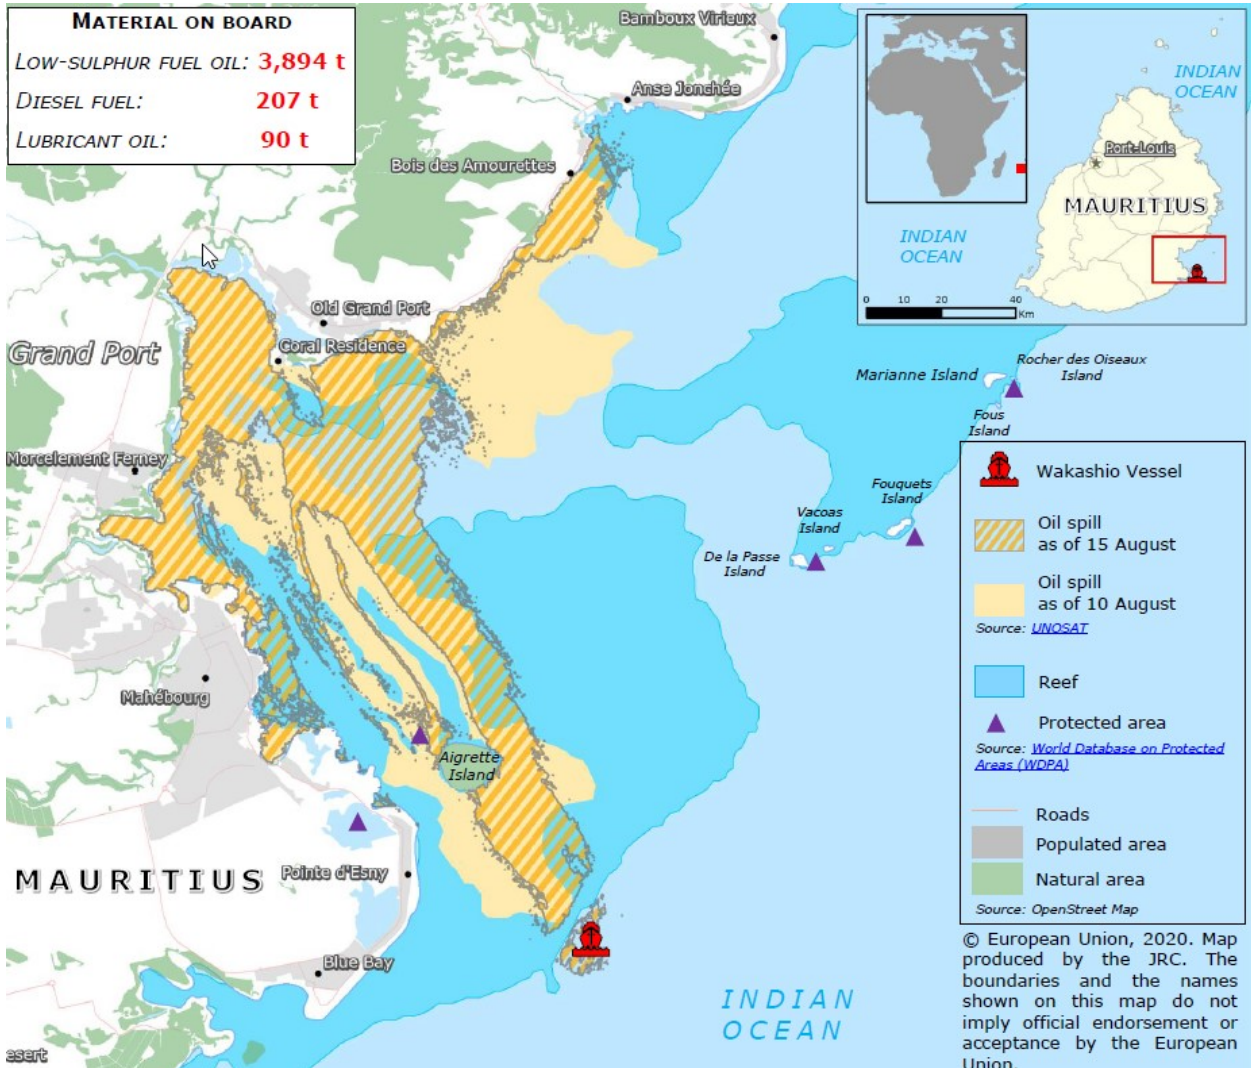 MATERIAL ON BOARD
LOW-SULPHUR FUEL OIL: 3,894 t
DIESEL FUEL: 207 t
LUBRICANT OIL: 90 t
Bamboux Virieux
Anse Jonchée
Bois des Amourettes
Old Grand Port
Grand Port
Coral Residence
Morcelement Ferney
Mahébourg
Aigrette
Island
MAURITIUS
Pointe d'Esny
Blue Bay
esert
INDIAN
OCEAN
INDIAN
OCEAN
Port-Louis
MAURITIUS
INDIAN
OCEAN
0 10 20 40
Km
Marianne Island
Rocher des Oiseaux
Island
Fous
Island
Fouquets
Island
Vacoas
Island
De la Passe
Island
Wakashio Vessel
Oil spill
as of 15 August
Oil spill
as of 10 August
Source: UNOSAT
Reef
Protected area
Source: World Database on Protected
Areas (WDPA)
Roads
Populated area
Natural area
Source: OpenStreet Map
© European Union, 2020. Map
produced by the JRC. The
boundaries and the names
shown on this map do not
imply official endorsement or
acceptance by the European
Union.